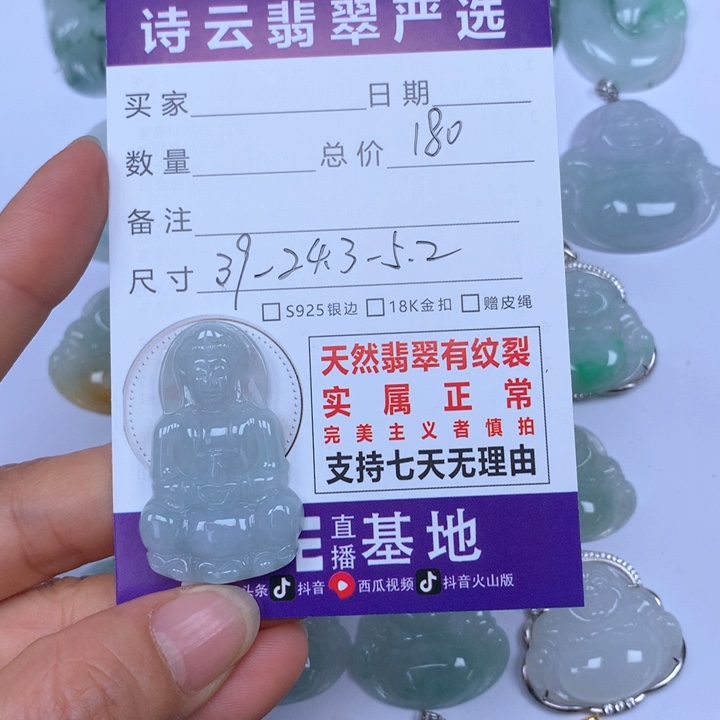 诗云翡翠严选
买家 日期
数量 总价 180
备注
尺寸 39-24.3-5.2
S925银边 18K金扣 赠皮绳
天然翡翠有纹裂
实属正常
完美主义者慎拍
支持七天无理由
E直播基地
头条 抖音 西瓜视频 抖音火山版